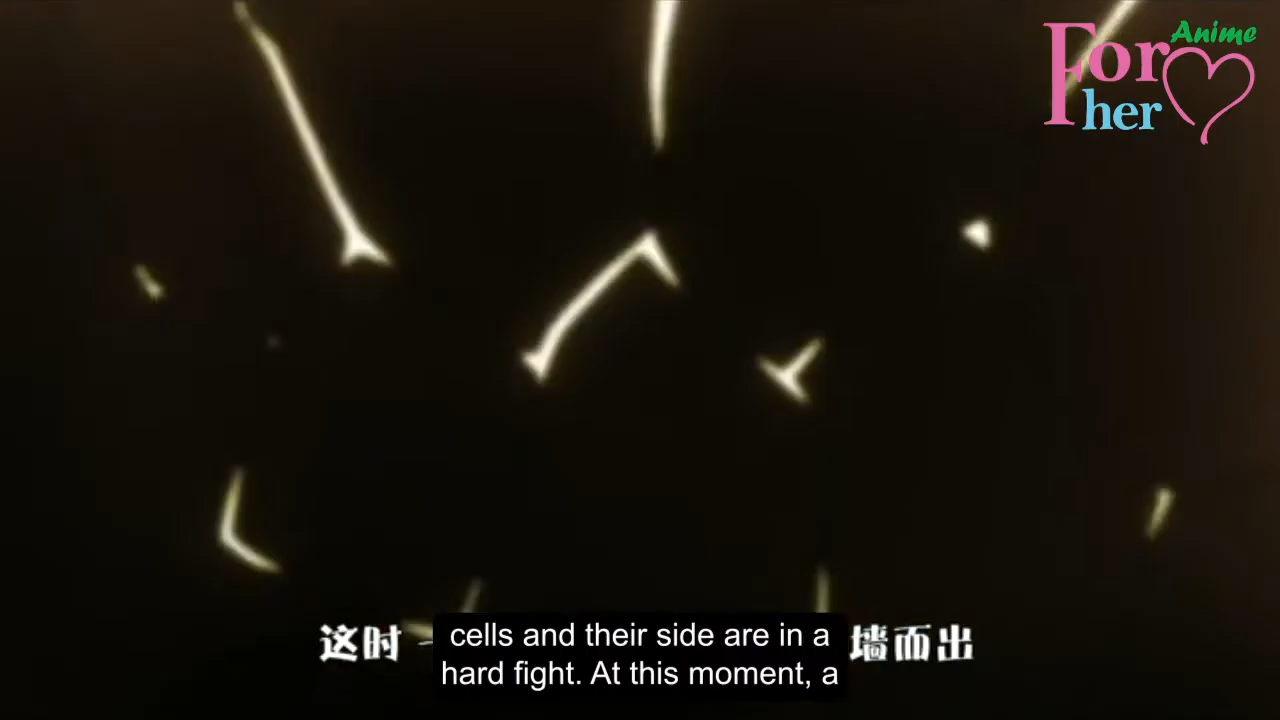 Anime
For
her
这时
墙而出
cells and their side are in a
hard fight. At this moment, a